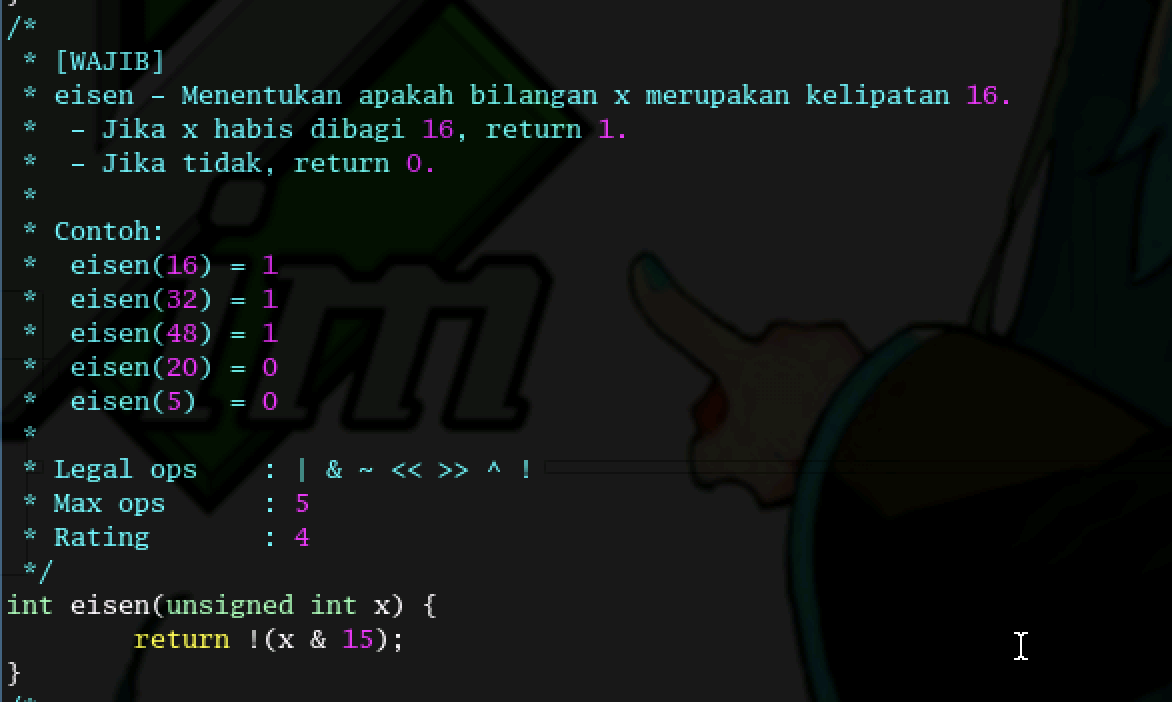 }
/*
 * [WAJIB]
 * eisen – Menentukan apakah bilangan x merupakan kelipatan 16.
 *  – Jika x habis dibagi 16, return 1.
 *  – Jika tidak, return 0.
 *
 * Contoh:
 *  eisen(16) = 1
 *  eisen(32) = 1
 *  eisen(48) = 1
 *  eisen(20) = 0
 *  eisen(5)  = 0
 *
 * Legal ops    : | & ~ << >> ^ !
 * Max ops      : 5
 * Rating       : 4
 */
int eisen(unsigned int x) {
        return !(x & 15);
}
/*
im